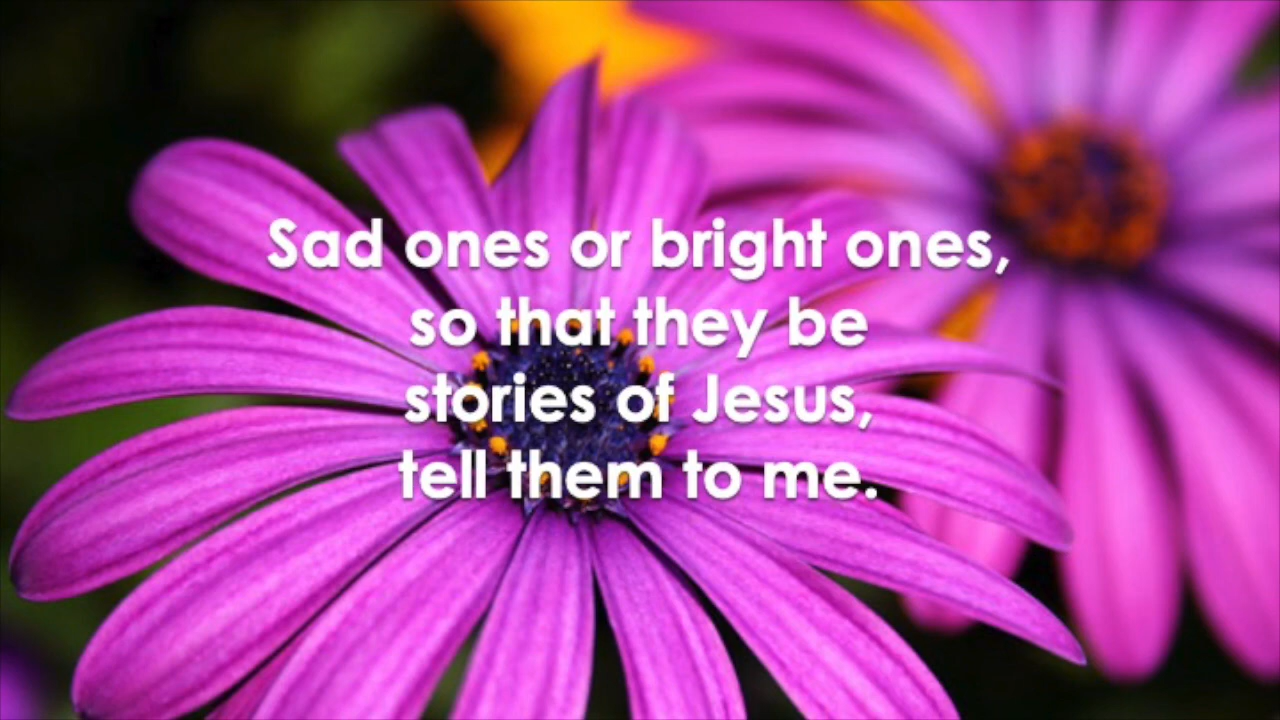 Sad ones or bright ones,
so that they be
stories of Jesus,
tell them to me.